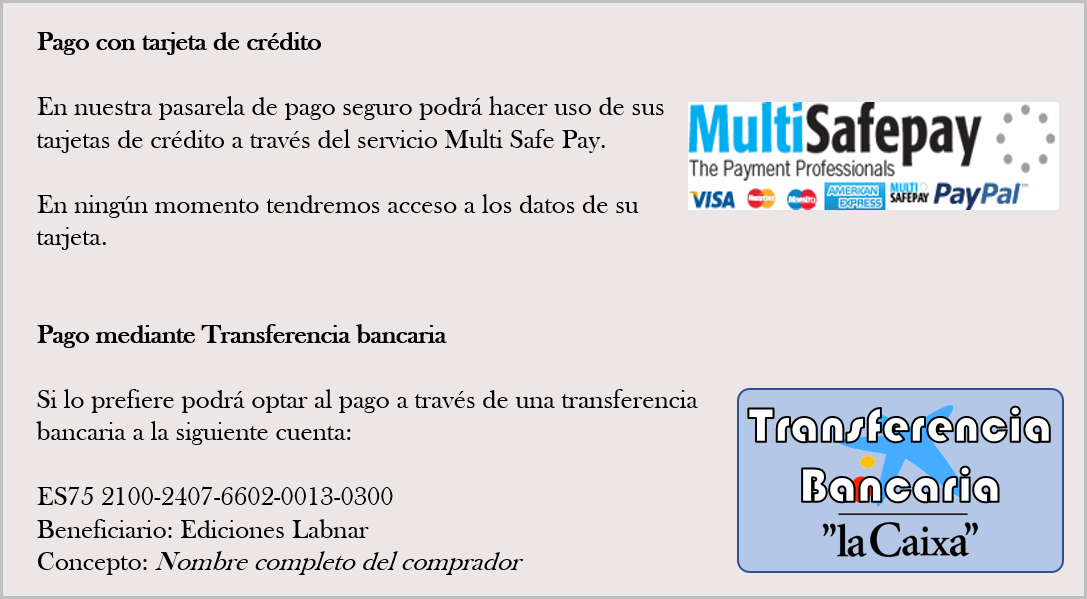 Pago con tarjeta de crédito
En nuestra pasarela de pago seguro podrá hacer uso de sus
tarjetas de crédito a través del servicio Multi Safe Pay.
En ningún momento tendremos acceso a los datos de su
tarjeta.
MultiSafepay
The Payment Professionals
VISA Maestro AMERICAN EXPRESS MULTI SAFEPAY PayPal
Pago mediante Transferencia bancaria
Si lo prefiere podrá optar al pago a través de una transferencia
bancaria a la siguiente cuenta:
ES75 2100-2407-6602-0013-0300
Beneficiario: Ediciones Labnar
Concepto: Nombre completo del comprador
Transferencia
Bancaria
"la Caixa"